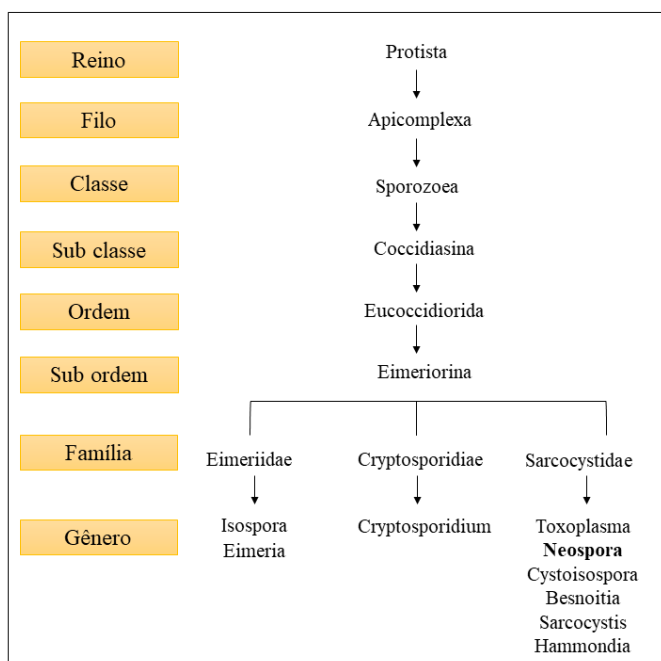 Reino
Protista
Filo
Apicomplexa
Classe
Sporozoea
Sub classe
Coccidiasina
Ordem
Eucoccidiorida
Sub ordem
Eimeriorina
Família
Eimeriidae
Cryptosporidiae
Sarcocystidae
Gênero
Isospora
Eimeria
Cryptosporidium
Toxoplasma
Neospora
Cystoisospora
Besnoitia
Sarcocystis
Hammondia